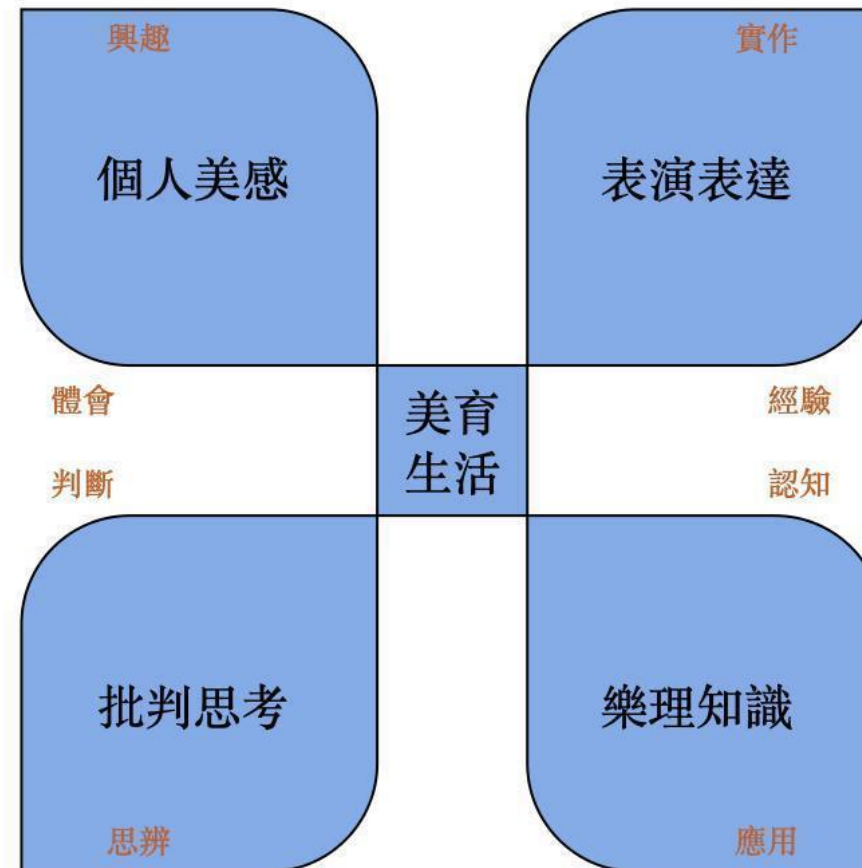 興趣
實作
個人美感
表演表達
體會
經驗
美育
生活
判斷
認知
批判思考
樂理知識
思辨
應用